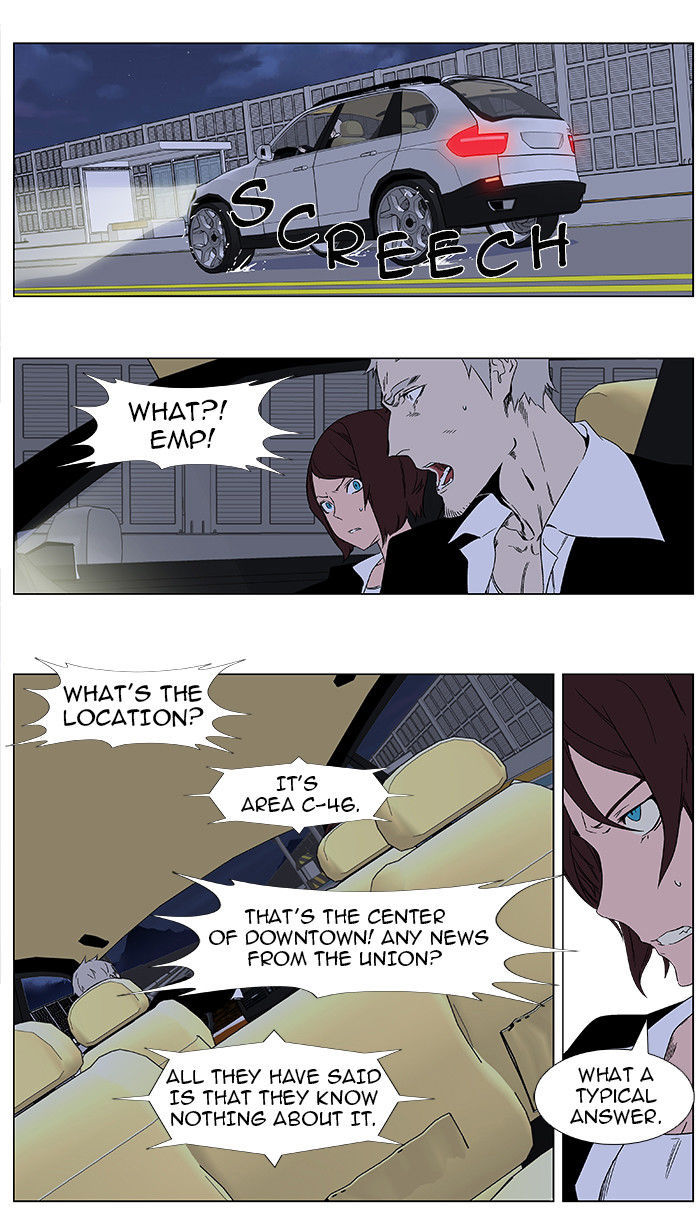 SCREECH
WHAT?!
EMP!
WHAT'S THE
LOCATION?
IT'S
AREA C-46.
THAT'S THE CENTER
OF DOWNTOWN! ANY NEWS
FROM THE UNION?
ALL THEY HAVE SAID
IS THAT THEY KNOW
NOTHING ABOUT IT.
WHAT A
TYPICAL
ANSWER.